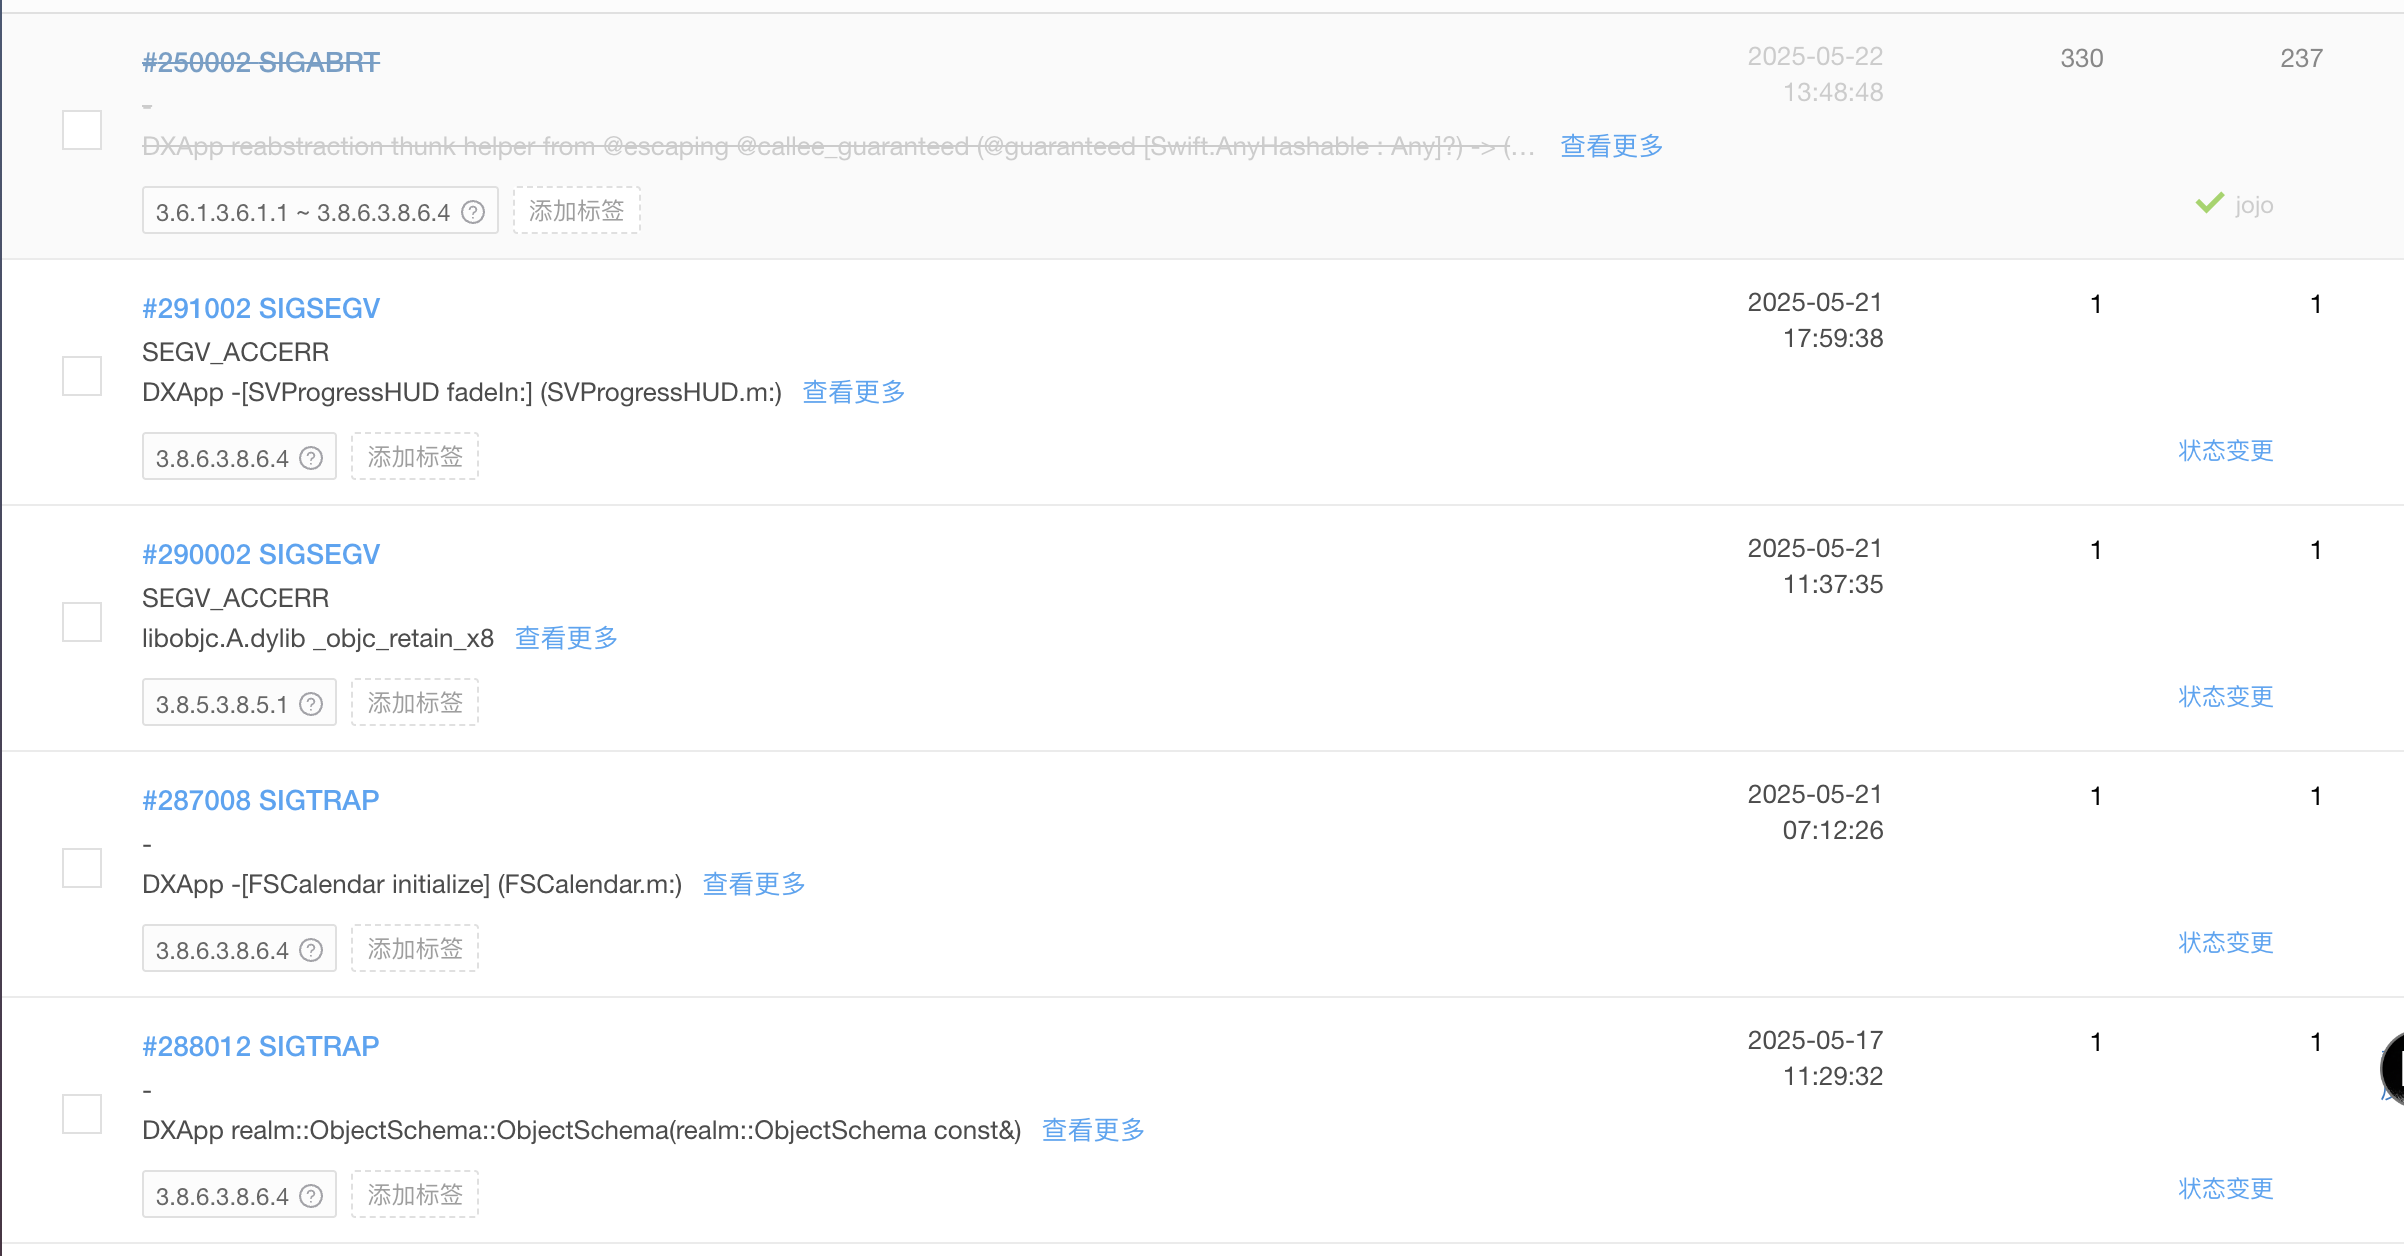 #250002 SIGABRT
2025-05-22
13:48:48
330
237
-
DXApp reabstraction thunk helper from @escaping @callee_guaranteed (@guaranteed [Swift.AnyHashable : Any]?) -> (… 查看更多
3.6.1.3.6.1.1 ~ 3.8.6.3.8.6.4 ? 添加标签
jojo
#291002 SIGSEGV
2025-05-21
17:59:38
1
1
SEGV_ACCERR
DXApp -[SVProgressHUD fadeIn:] (SVProgressHUD.m:) 查看更多
3.8.6.3.8.6.4 ? 添加标签
状态变更
#290002 SIGSEGV
2025-05-21
11:37:35
1
1
SEGV_ACCERR
libobjc.A.dylib _objc_retain_x8 查看更多
3.8.5.3.8.5.1 ? 添加标签
状态变更
#287008 SIGTRAP
2025-05-21
07:12:26
1
1
-
DXApp -[FSCalendar initialize] (FSCalendar.m:) 查看更多
3.8.6.3.8.6.4 ? 添加标签
状态变更
#288012 SIGTRAP
2025-05-17
11:29:32
1
1
-
DXApp realm::ObjectSchema::ObjectSchema(realm::ObjectSchema const&) 查看更多
3.8.6.3.8.6.4 ? 添加标签
状态变更